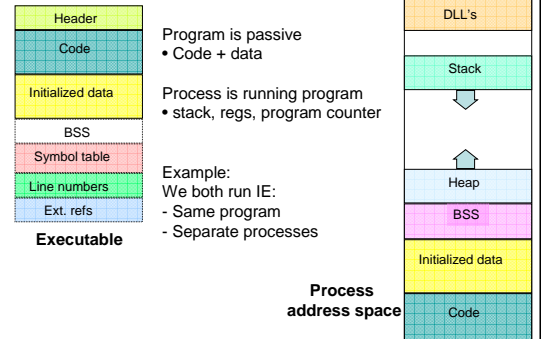 Header
Code
Initialized data
BSS
Symbol table
Line numbers
Ext. refs
Executable
Program is passive
• Code + data
Process is running program
• stack, regs, program counter
Example:
We both run IE:
- Same program
- Separate processes
DLL's
Stack
Heap
BSS
Initialized data
Code
Process
address space